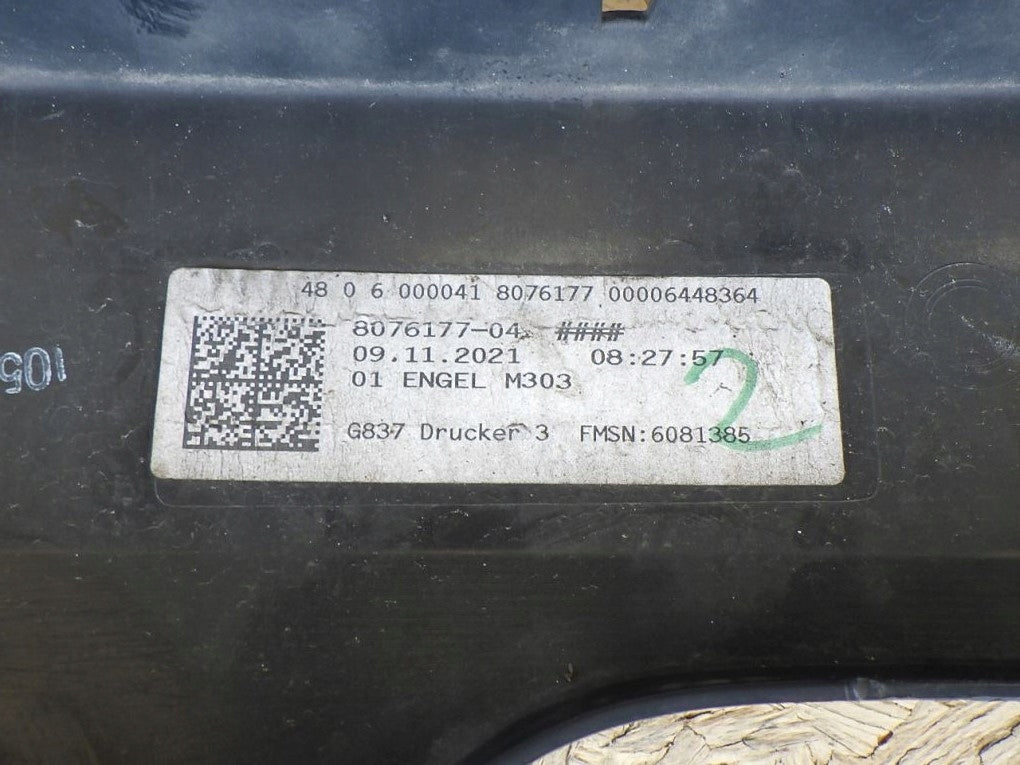 48 0 6 000041 8076177 00006448364
8076177-04 ####
09.11.2021 08:27:57
01 ENGEL M303
G837 Drucker 3 FMSN:6081385
2
105